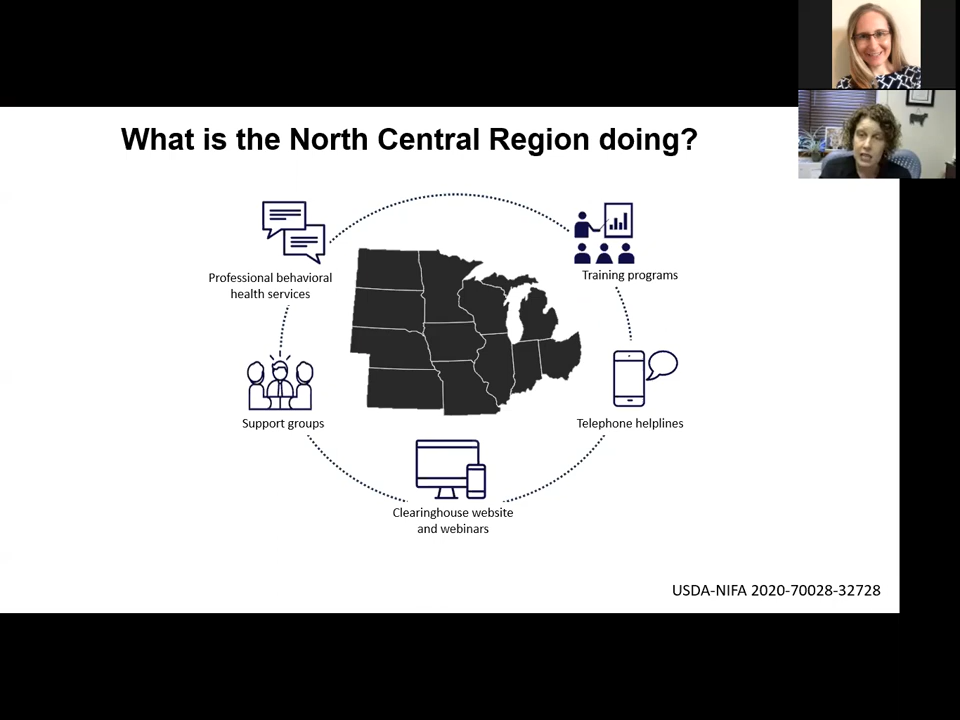 What is the North Central Region doing?
Professional behavioral
health services
Training programs
Support groups
Telephone helplines
Clearinghouse website
and webinars
USDA-NIFA 2020-70028-32728